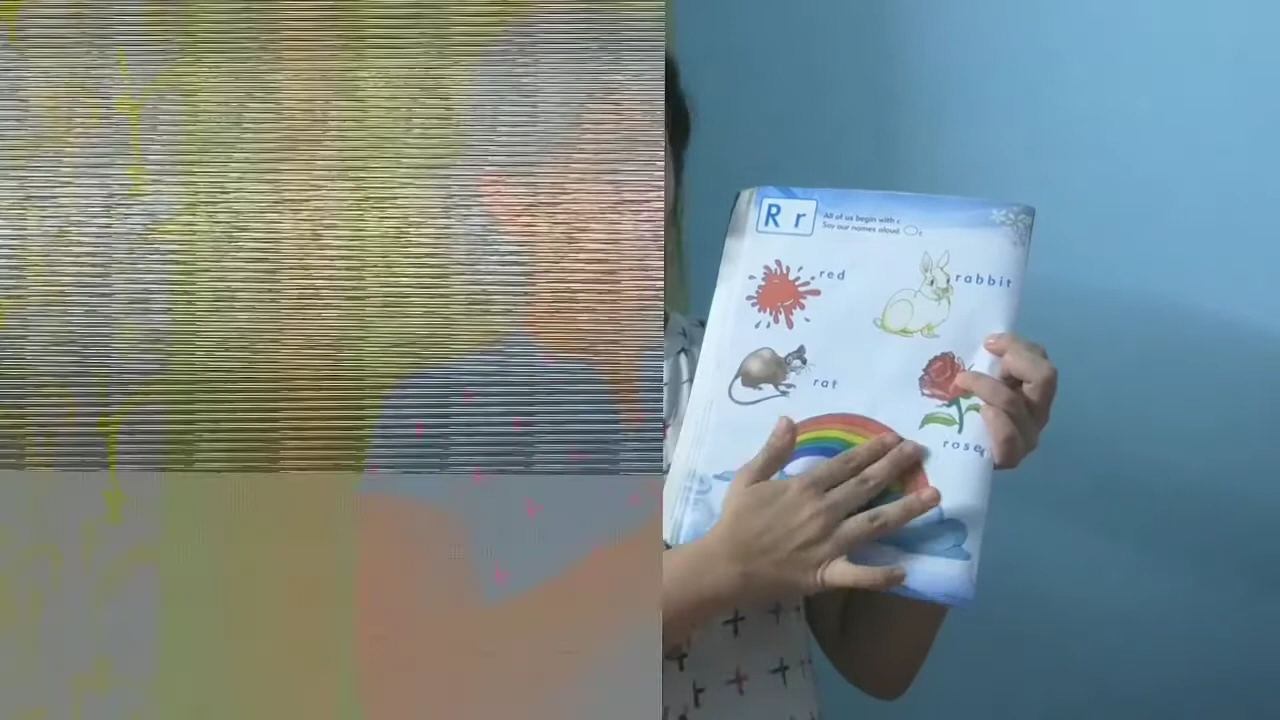 R r
All of us begin with r
Say our names aloud.
red
rabbit
rat
rose